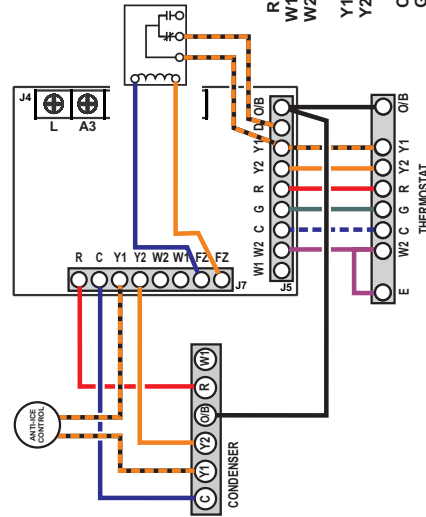 J4
L A3
R
W1
W2
Y1
Y2
O/B
D
Y1
Y2
R
G
C
W2
W1
J5
R C Y1 Y2 W2 W1 FZ FZ
J7
ANTI-ICE
CONTROL
W1
R
O/B
Y2
Y1
C
CONDENSER
O/B
Y1
Y2
R
G
C
W2
E
THERMOSTAT